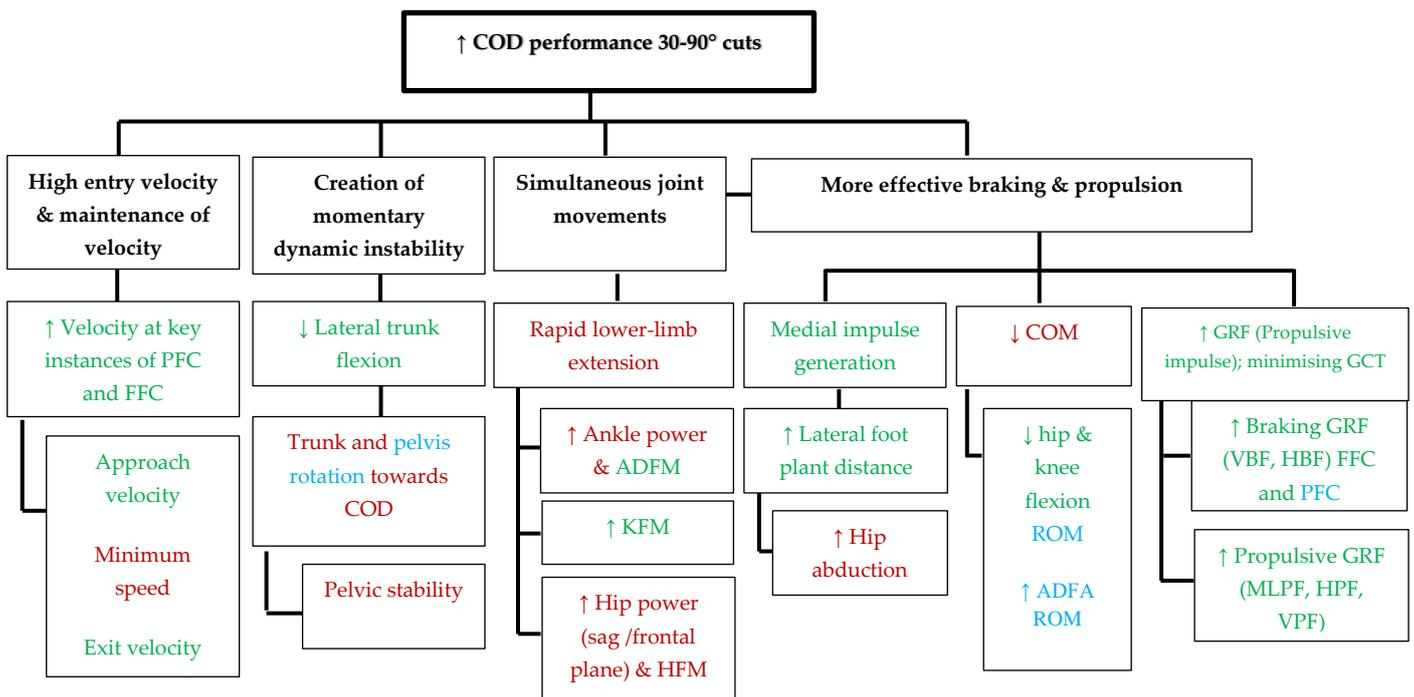 ↑ COD performance 30-90° cuts
High entry velocity
& maintenance of
velocity
↑ Velocity at key
instances of PFC
and FFC
Approach
velocity
Minimum
speed
Exit velocity
Creation of
momentary
dynamic instability
↓ Lateral trunk
flexion
Trunk and pelvis
rotation towards
COD
Pelvic stability
Simultaneous joint
movements
Rapid lower-limb
extension
↑ Ankle power
& ADFM
↑ KFM
↑ Hip power
(sag /frontal
plane) & HFM
More effective braking & propulsion
Medial impulse
generation
↑ Lateral foot
plant distance
↑ Hip
abduction
↓ COM
↓ hip &
knee
flexion
ROM
↑ ADFA
ROM
↑ GRF (Propulsive
impulse); minimising GCT
↑ Braking GRF
(VBF, HBF) FFC
and PFC
↑ Propulsive GRF
(MLPF, HPF,
VPF)